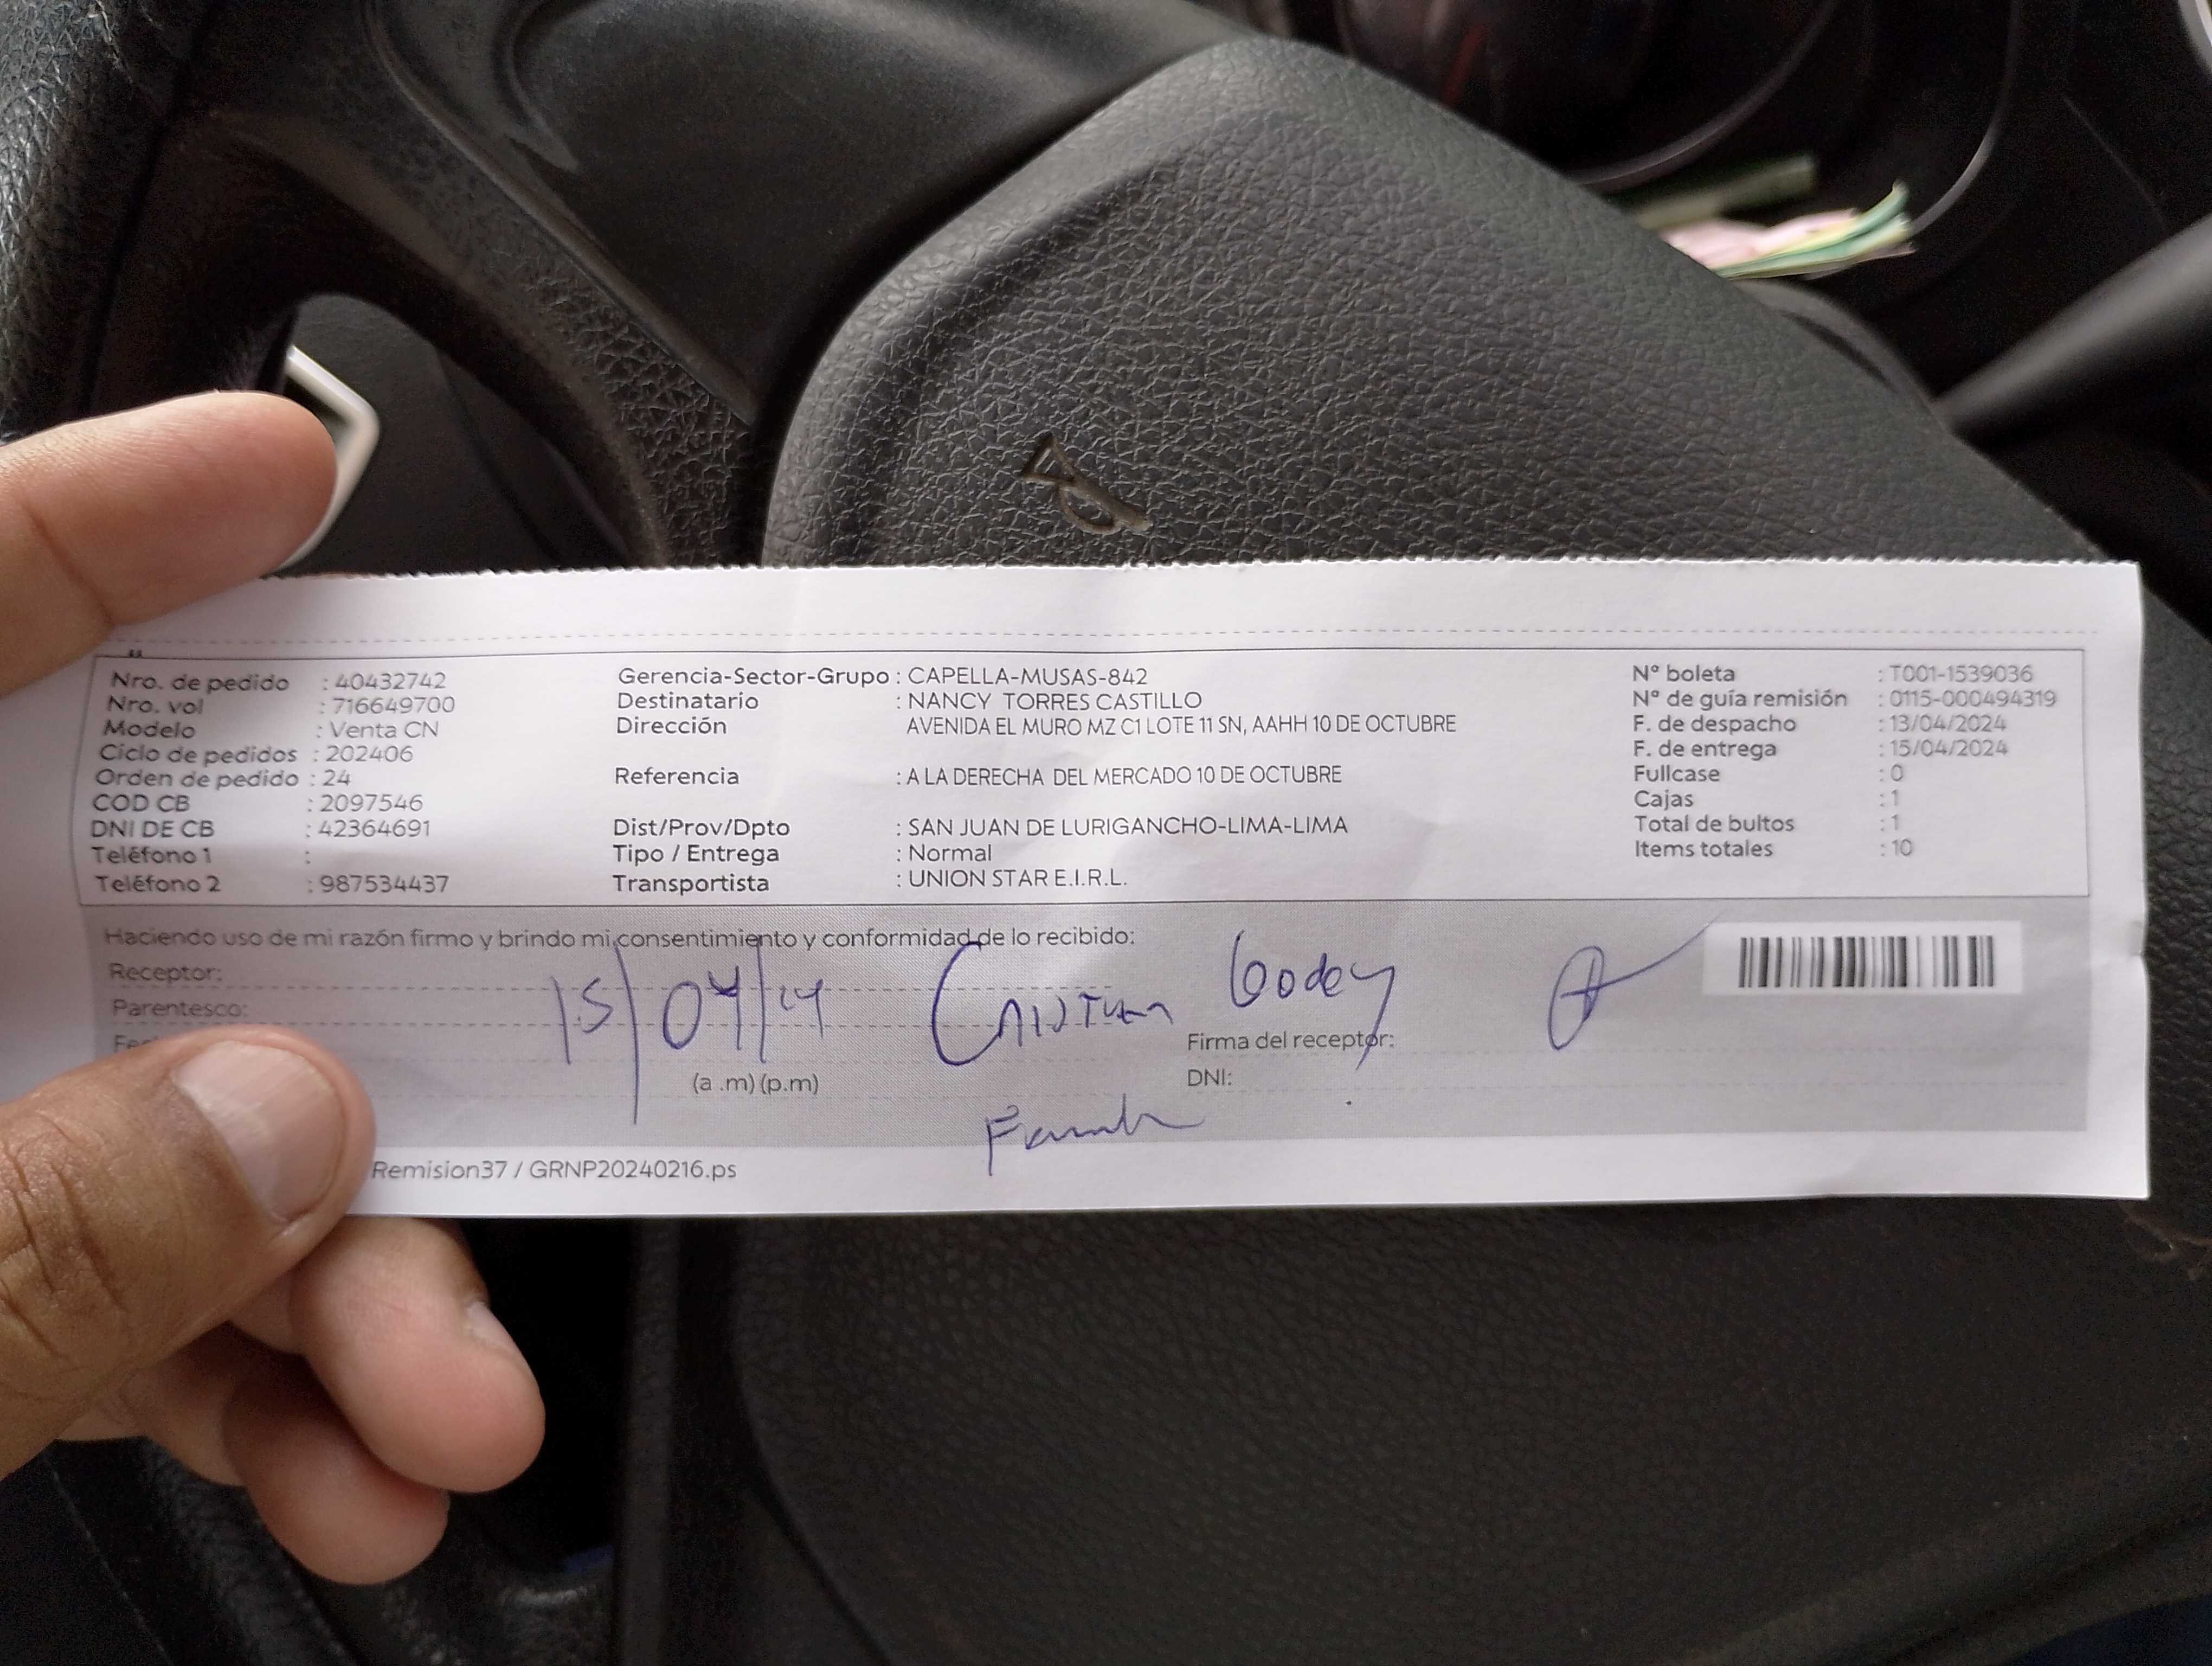 Nro. de pedido : 40432742
Nro. vol : 716649700
Modelo : Venta CN
Ciclo de pedidos : 202406
Orden de pedido : 24
COD CB : 2097546
DNI DE CB : 42364691
Teléfono 1 :
Teléfono 2 : 987534437
Gerencia-Sector-Grupo : CAPELLA-MUSAS-842
Destinatario : NANCY TORRES CASTILLO
Dirección AVENIDA EL MURO MZ C1 LOTE 11 SN, AAHH 10 DE OCTUBRE
Referencia : A LA DERECHA DEL MERCADO 10 DE OCTUBRE
Dist/Prov/Dpto : SAN JUAN DE LURIGANCHO-LIMA-LIMA
Tipo / Entrega : Normal
Transportista : UNION STAR E.I.R.L.
N° boleta : T001-1539036
N° de guía remisión : 0115-000494319
F. de despacho : 13/04/2024
F. de entrega : 15/04/2024
Fullcase : 0
Cajas : 1
Total de bultos : 1
Items totales : 10
Haciendo uso de mi razón firmo y brindo mi consentimiento y conformidad de lo recibido:
Receptor:
Parentesco:
15/04/24 Cristian Godoy
Firma del receptor:
(a .m) (p.m) DNI:
Remision37 / GRNP20240216.ps